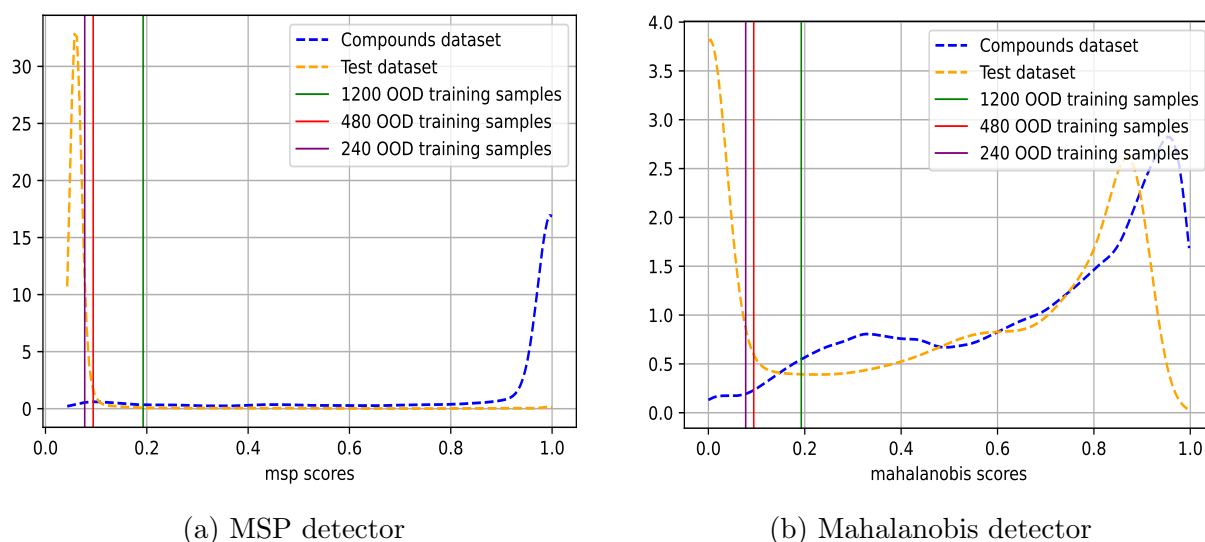 30
25
20
15
10
5
0
0.0 0.2 0.4 0.6 0.8 1.0
msp scores
Compounds dataset
Test dataset
1200 OOD training samples
480 OOD training samples
240 OOD training samples
(a) MSP detector
4.0
3.5
3.0
2.5
2.0
1.5
1.0
0.5
0.0
0.0 0.2 0.4 0.6 0.8 1.0
mahalanobis scores
Compounds dataset
Test dataset
1200 OOD training samples
480 OOD training samples
240 OOD training samples
(b) Mahalanobis detector